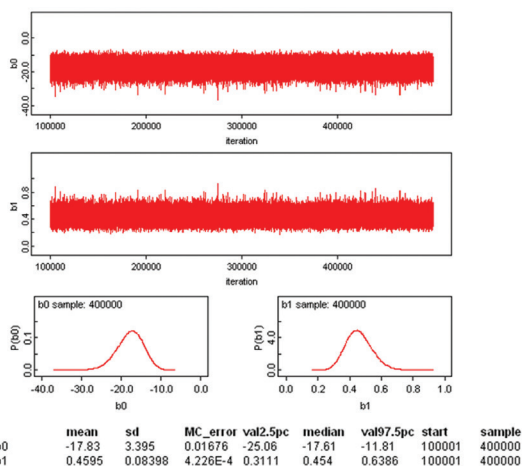 0.0
-20.0
-40.0
b0
100000 200000 300000 400000
iteration
0.8
0.4
0.0
b1
100000 200000 300000 400000
iteration
b0 sample: 400000
P(b0)
0.1
0.0
-40.0 -30.0 -20.0 -10.0 0.0
b0
b1 sample: 400000
P(b1)
4.0
0.0
0.0 0.2 0.4 0.6 0.8 1.0
b1
mean sd MC_error val2.5pc median val97.5pc start sample
b0 -17.83 3.395 0.01676 -25.06 -17.61 -11.81 100001 400000
b1 0.4595 0.08398 4.226E-4 0.3111 0.454 0.6386 100001 400000